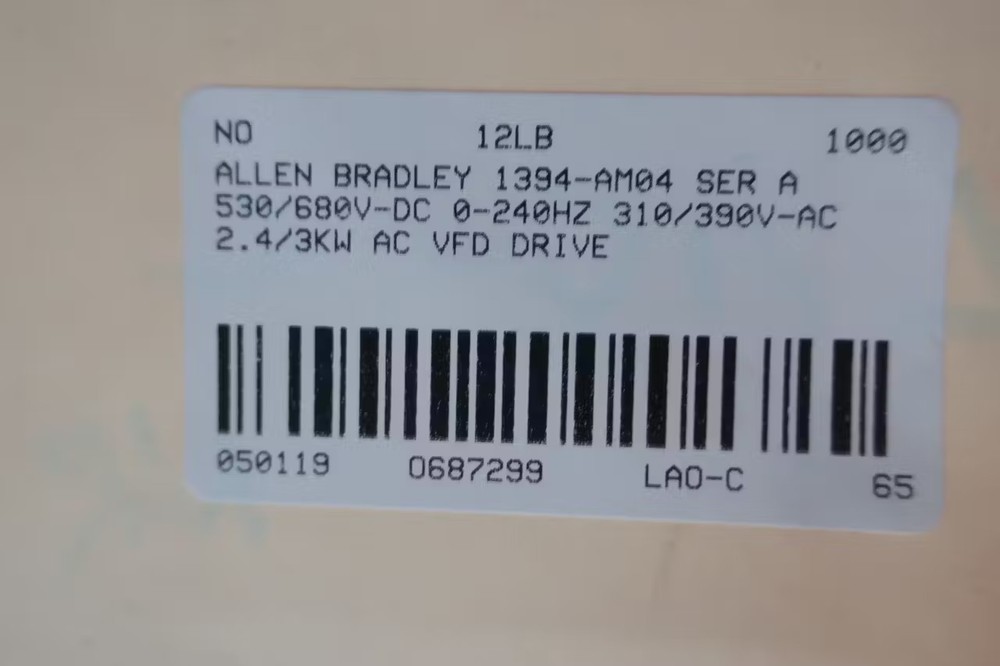 NO 12LB 1000
ALLEN BRADLEY 1394-AM04 SER A
530/680V-DC 0-240HZ 310/390V-AC
2.4/3KW AC VFD DRIVE
050119 0687299 LAO-C 65